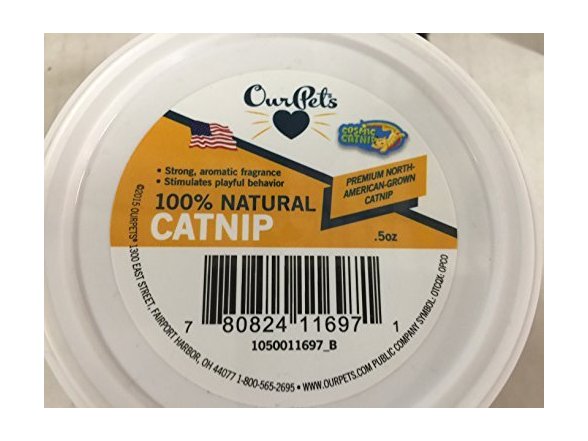 OurPets®
COSMIC
CATNIP
• Strong, aromatic fragrance
• Stimulates playful behavior
PREMIUM NORTH-
AMERICAN-GROWN
CATNIP
100% NATURAL
CATNIP
.5oz
7 80824 11697 1
1050011697_B
©2015 OURPETS® 1300 EAST STREET, FAIRPORT HARBOR, OH 44077 1-800-565-2695 • WWW.OURPETS.COM PUBLIC COMPANY SYMBOL: OTCQX: OPCO